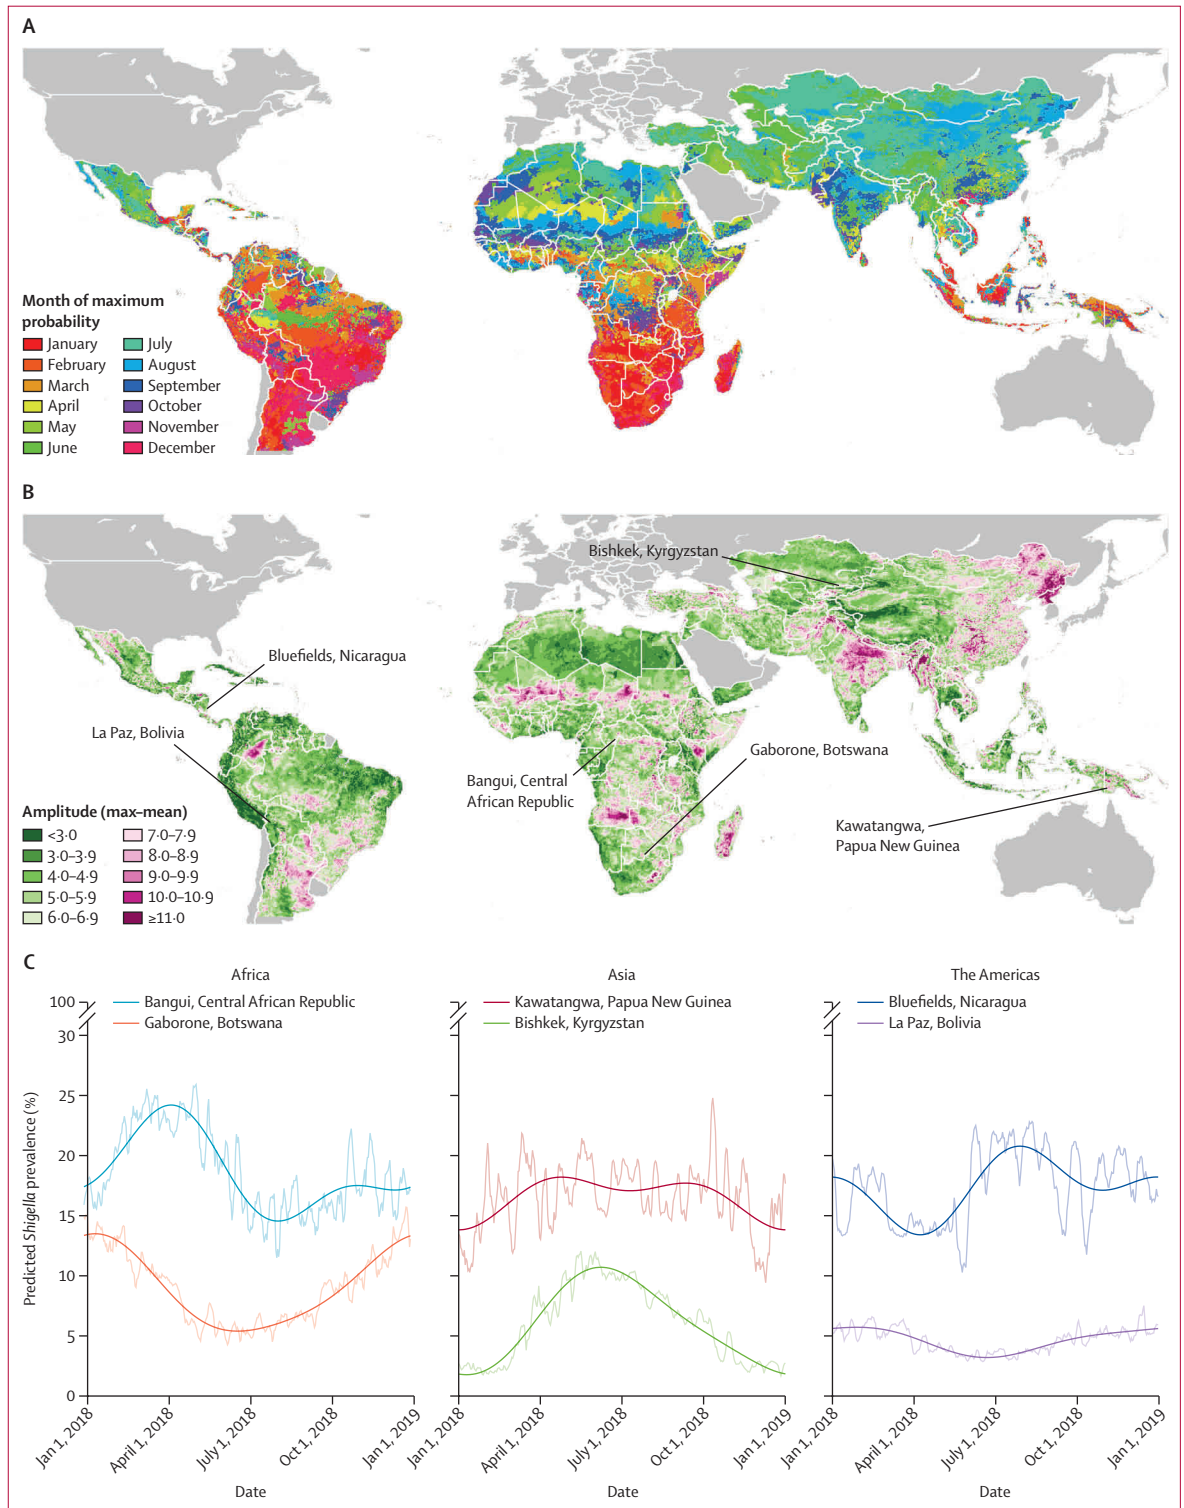 A
Month of maximum
probability
January
February
March
April
May
June
July
August
September
October
November
December
B
Bishkek, Kyrgyzstan
Bluefields, Nicaragua
La Paz, Bolivia
Gaborone, Botswana
Bangui, Central
African Republic
Kawatangwa,
Papua New Guinea
Amplitude (max–mean)
<3·0
3·0–3·9
4·0–4·9
5·0–5·9
6·0–6·9
7·0–7·9
8·0–8·9
9·0–9·9
10·0–10·9
≥11·0
C
Africa
Asia
The Americas
Bangui, Central African Republic
Gaborone, Botswana
Kawatangwa, Papua New Guinea
Bishkek, Kyrgyzstan
Bluefields, Nicaragua
La Paz, Bolivia
Predicted Shigella prevalence (%)
100
30
25
20
15
10
5
0
Jan 1, 2018
April 1, 2018
July 1, 2018
Oct 1, 2018
Jan 1, 2019
Date
Jan 1, 2018
April 1, 2018
July 1, 2018
Oct 1, 2018
Jan 1, 2019
Date
Jan 1, 2018
April 1, 2018
July 1, 2018
Oct 1, 2018
Jan 1, 2019
Date